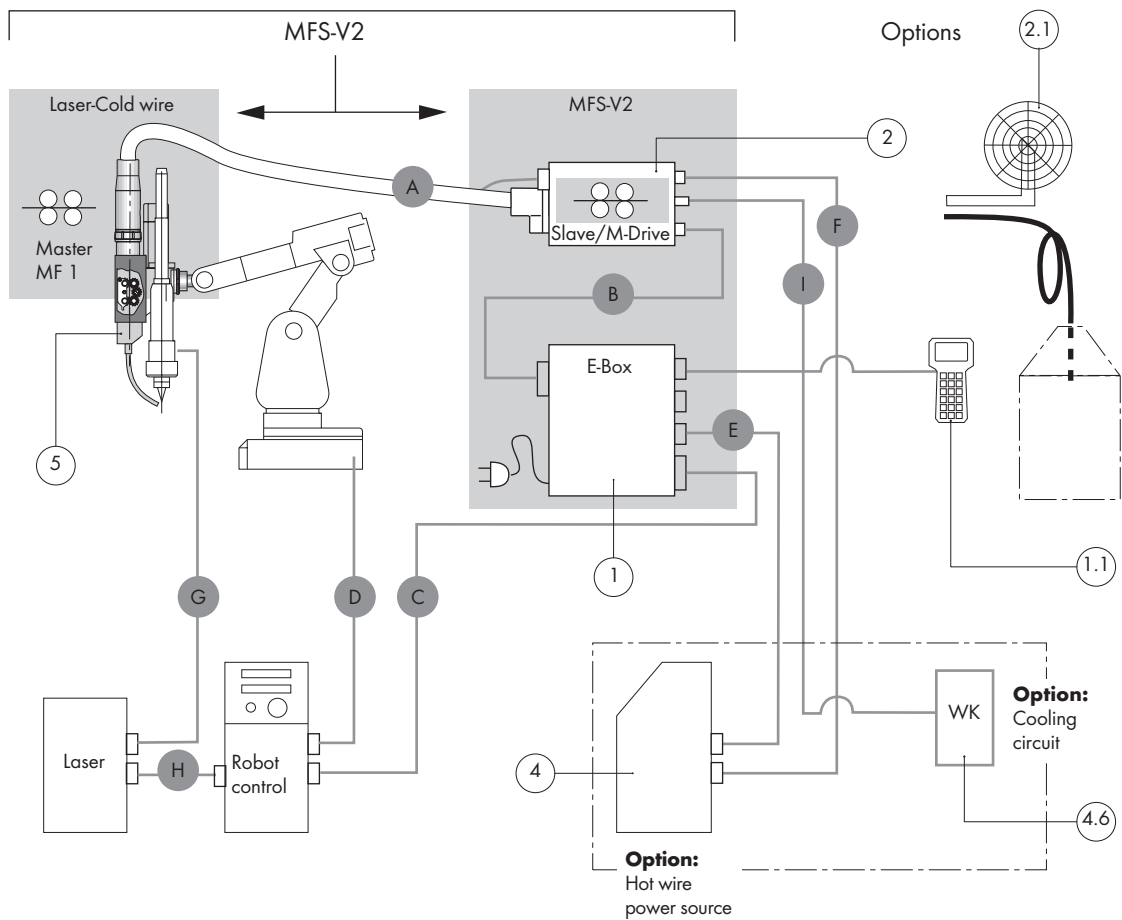 MFS-V2
Options
2.1
Laser-Cold wire
MFS-V2
2
A
Slave/M-Drive
F
Master
MF 1
I
B
E-Box
E
5
1
1.1
G
D
C
Laser
H
Robot
control
4
WK
Option:
Cooling
circuit
4.6
Option:
Hot wire
power source